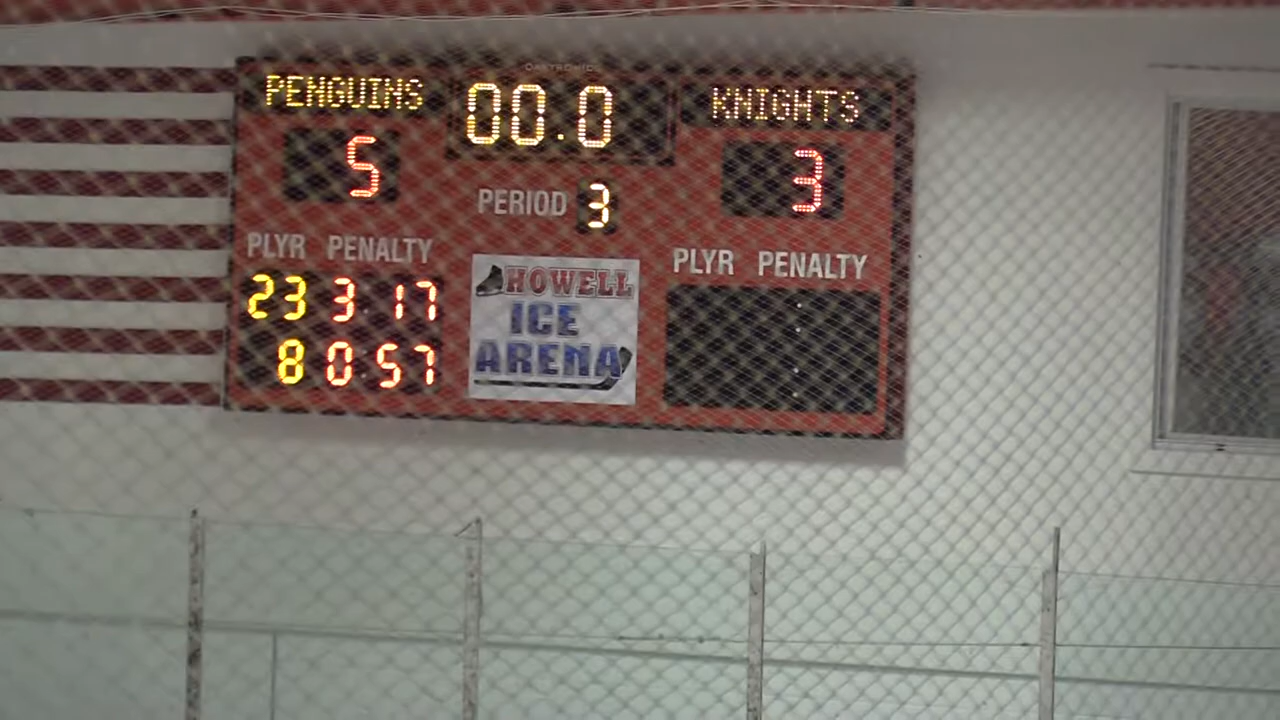 DAKTRONICS
PENGUINS 00.0 KNIGHTS
5 PERIOD 3 3
PLYR PENALTY PLYR PENALTY
23 3 17
8 0 57
HOWELL
ICE
ARENA